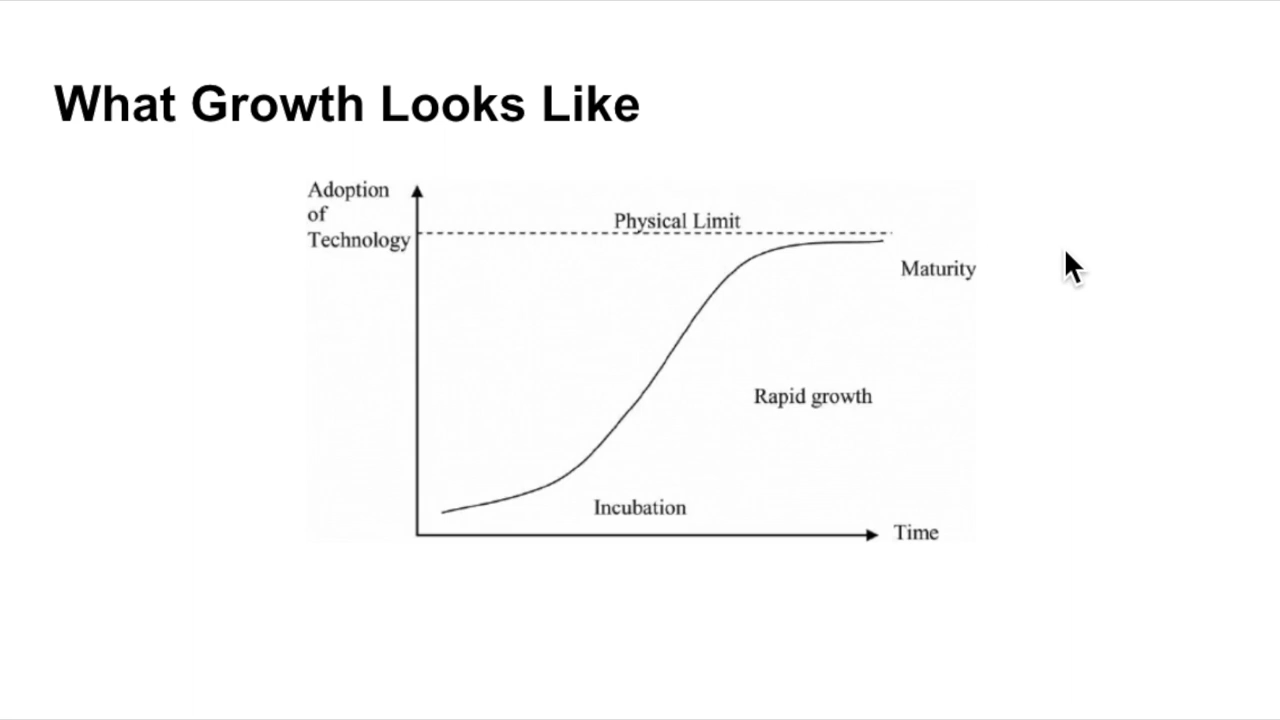 What Growth Looks Like
Adoption
of
Technology
Physical Limit
Maturity
Rapid growth
Incubation
Time